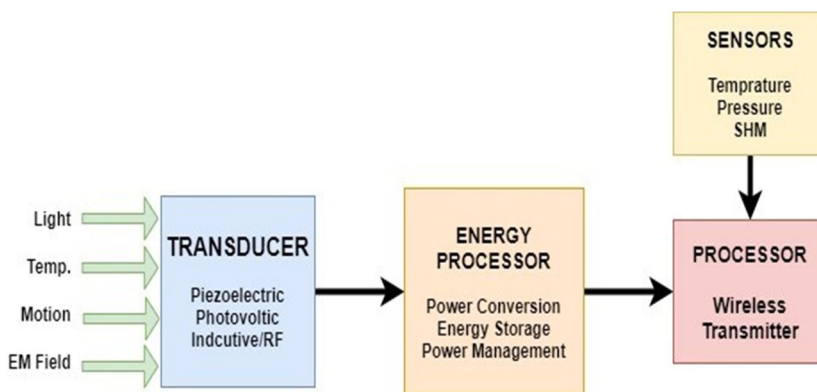 SENSORS
Temprature
Pressure
SHM
Light
Temp.
Motion
EM Field
TRANSDUCER
Piezoelectric
Photovoltic
Indcutive/RF
ENERGY
PROCESSOR
Power Conversion
Energy Storage
Power Management
PROCESSOR
Wireless
Transmitter